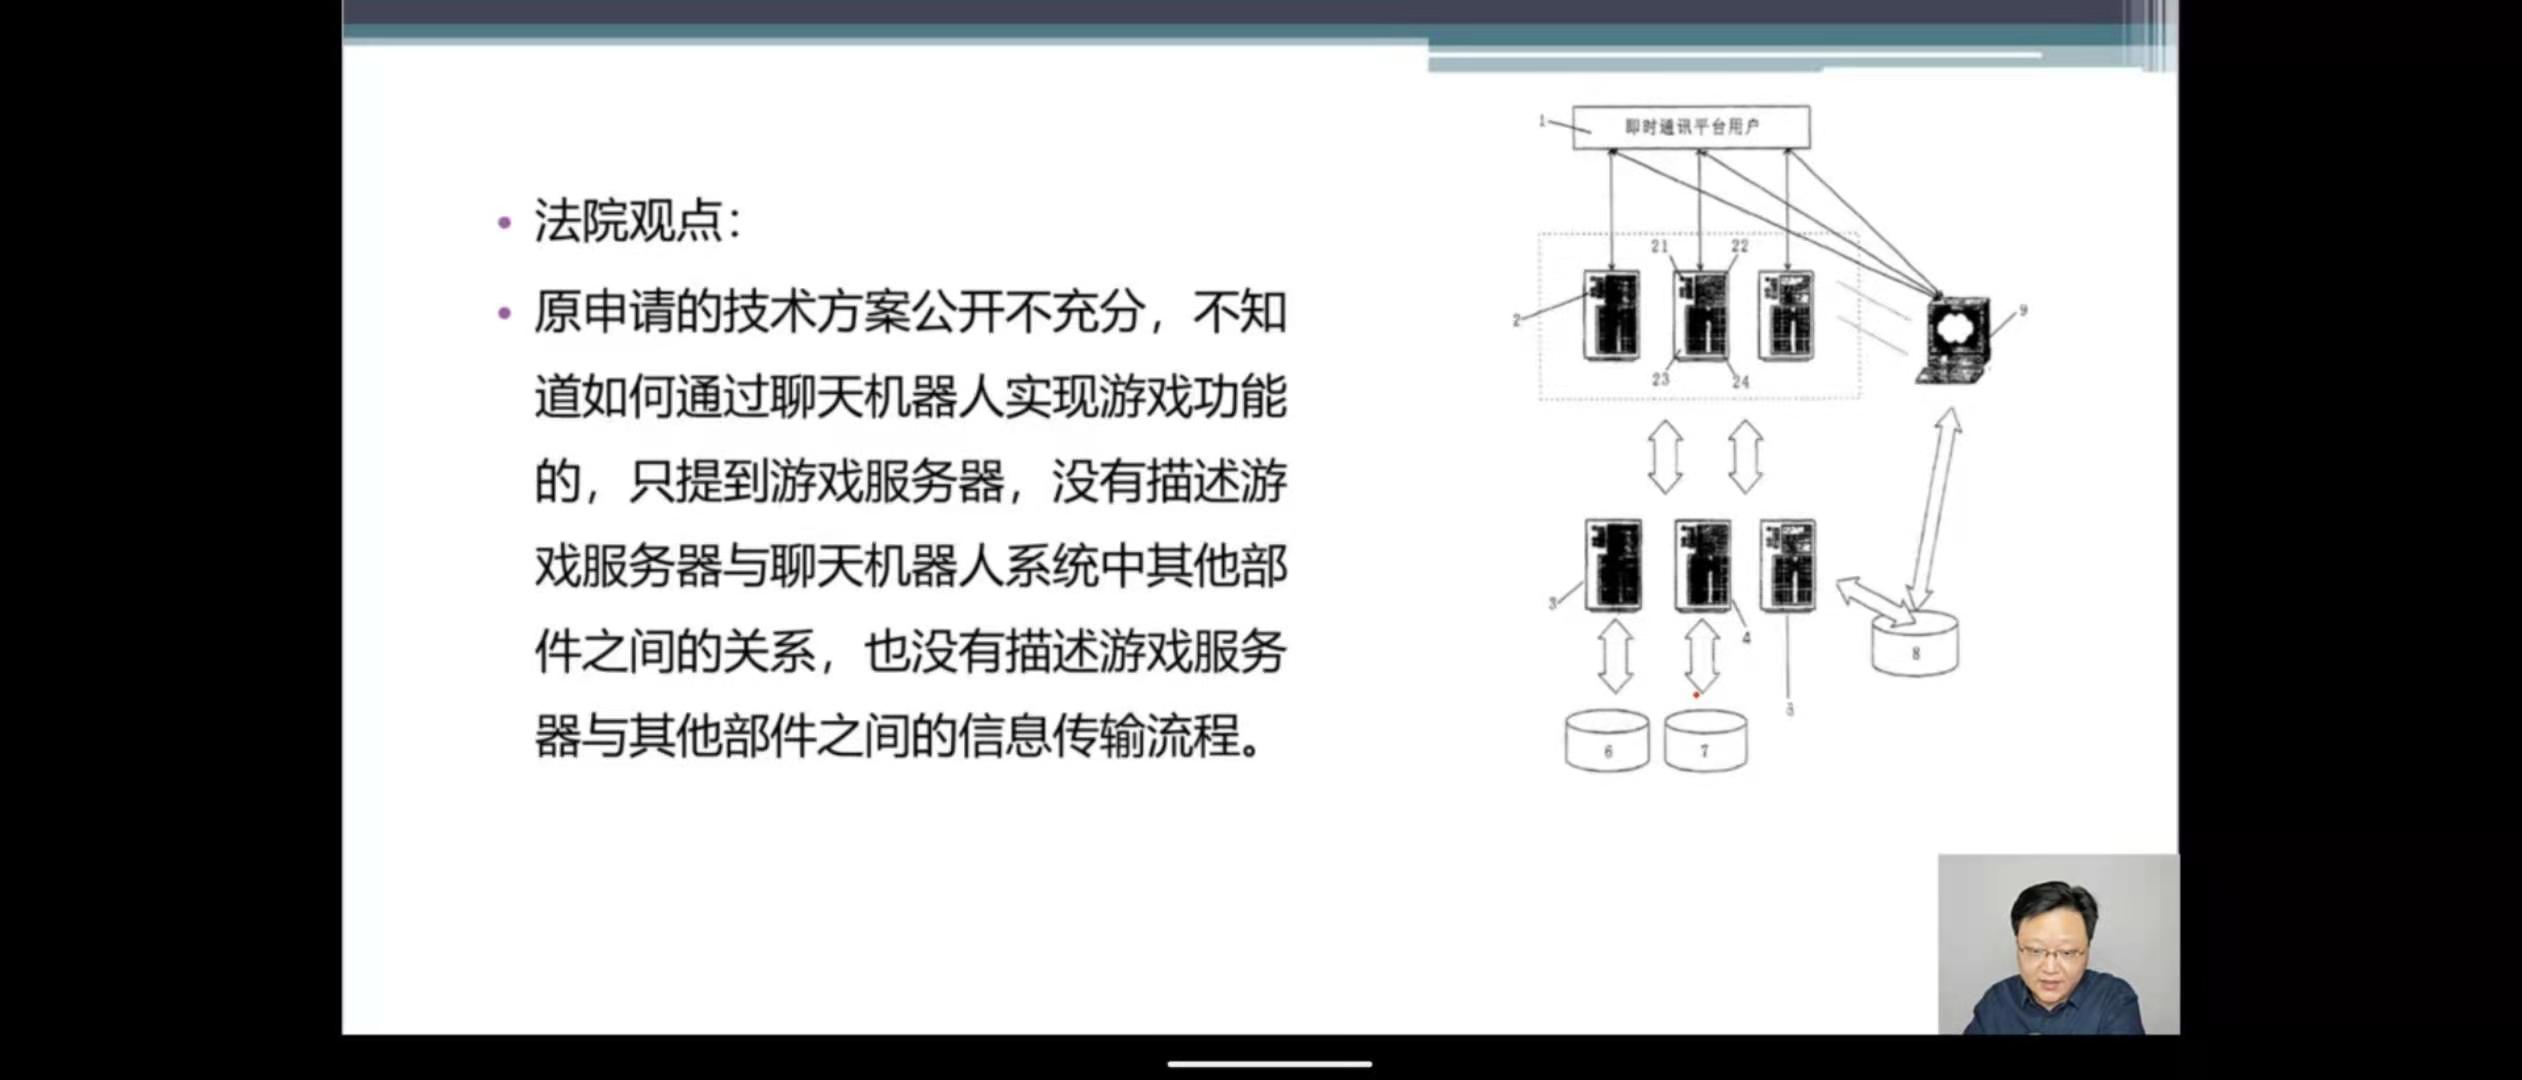 法院观点：
原申请的技术方案公开不充分，不知
道如何通过聊天机器人实现游戏功能
的，只提到游戏服务器，没有描述游
戏服务器与聊天机器人系统中其他部
件之间的关系，也没有描述游戏服务
器与其他部件之间的信息传输流程。
1
即时通讯平台用户
21
22
2
9
23
24
3
4
8
6
7